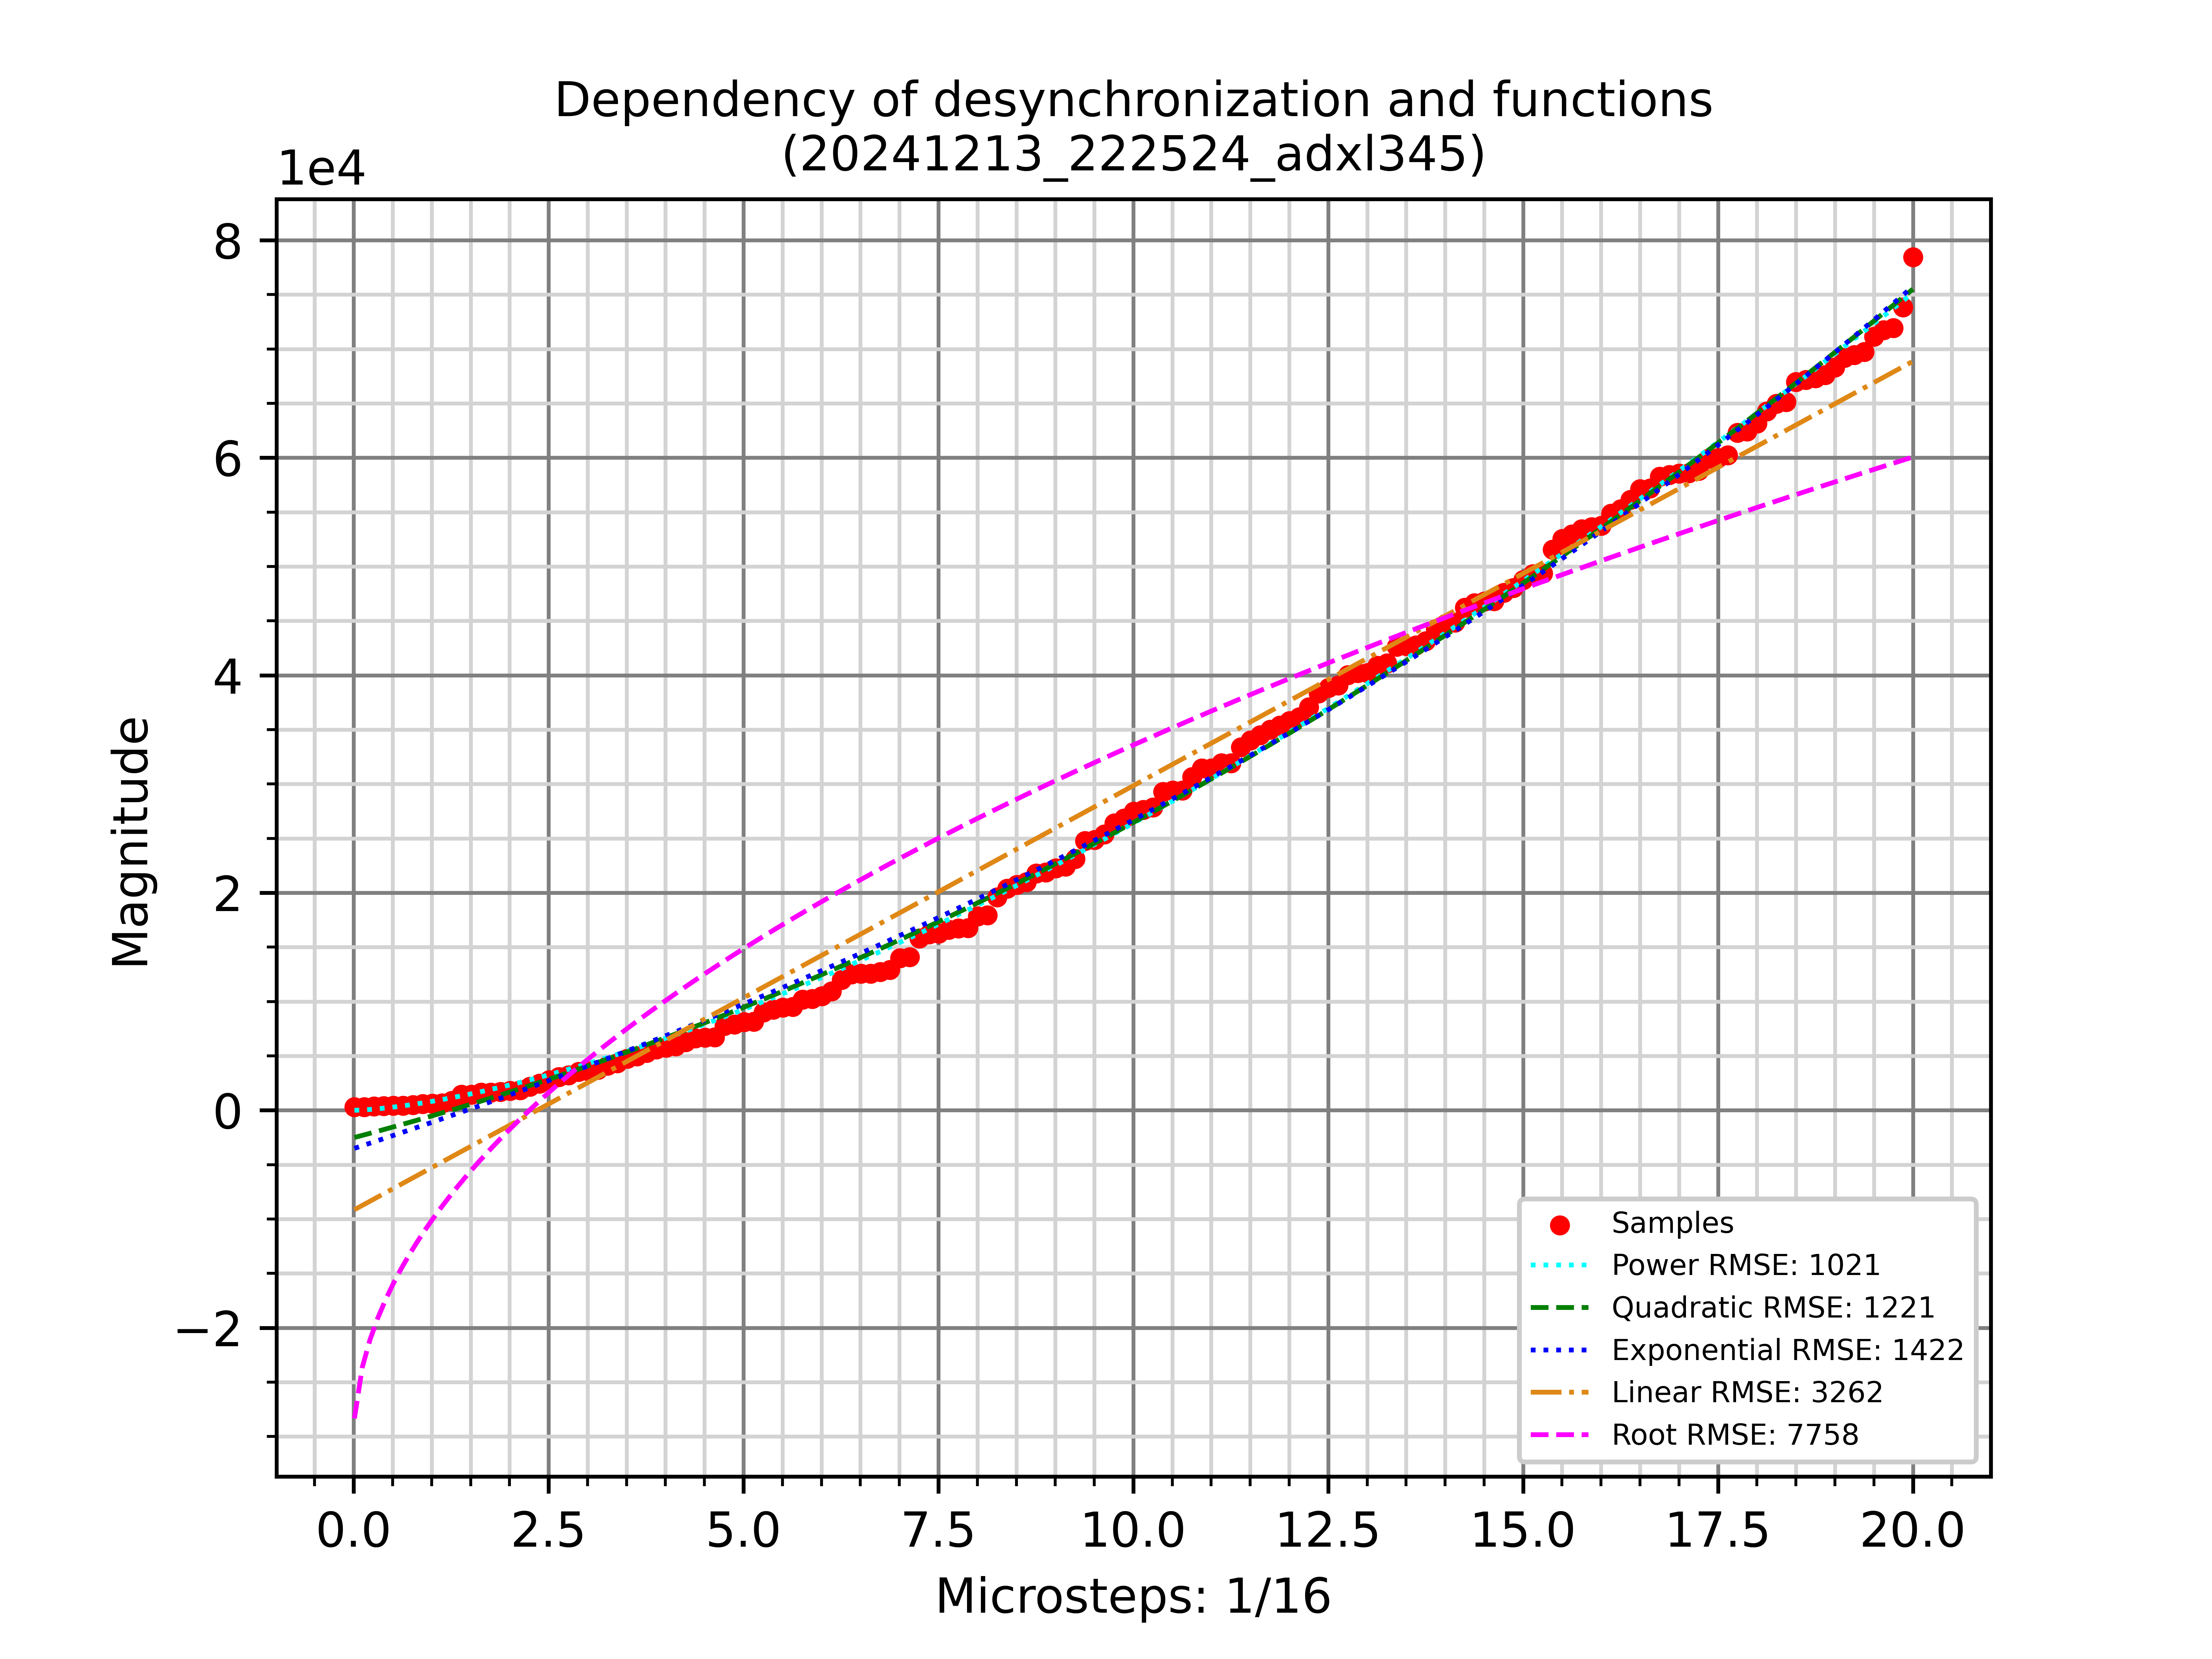 Dependency of desynchronization and functions
(20241213_222524_adxl345)
1e4
8
6
4
2
0
−2
Magnitude
0.0 2.5 5.0 7.5 10.0 12.5 15.0 17.5 20.0
Microsteps: 1/16
Samples
Power RMSE: 1021
Quadratic RMSE: 1221
Exponential RMSE: 1422
Linear RMSE: 3262
Root RMSE: 7758